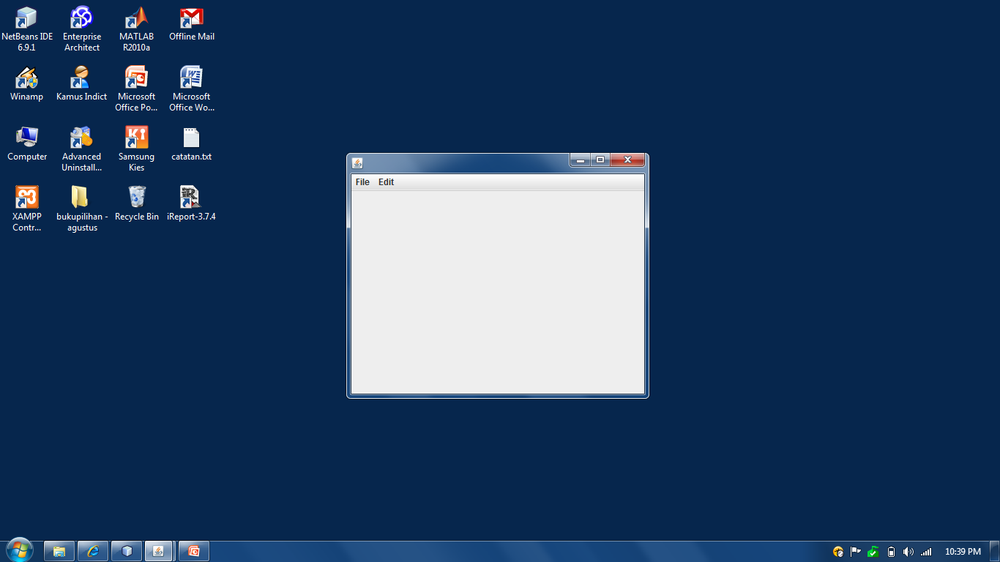 NetBeans IDE
6.9.1
Enterprise
Architect
MATLAB
R2010a
Offline Mail
Winamp
Kamus Indict
Microsoft
Office Po...
Microsoft
Office Wo...
Computer
Advanced
Uninstall...
Samsung
Kies
catatan.txt
XAMPP
Contr...
bukupilihan -
agustus
Recycle Bin
iReport-3.7.4
File Edit
10:39 PM